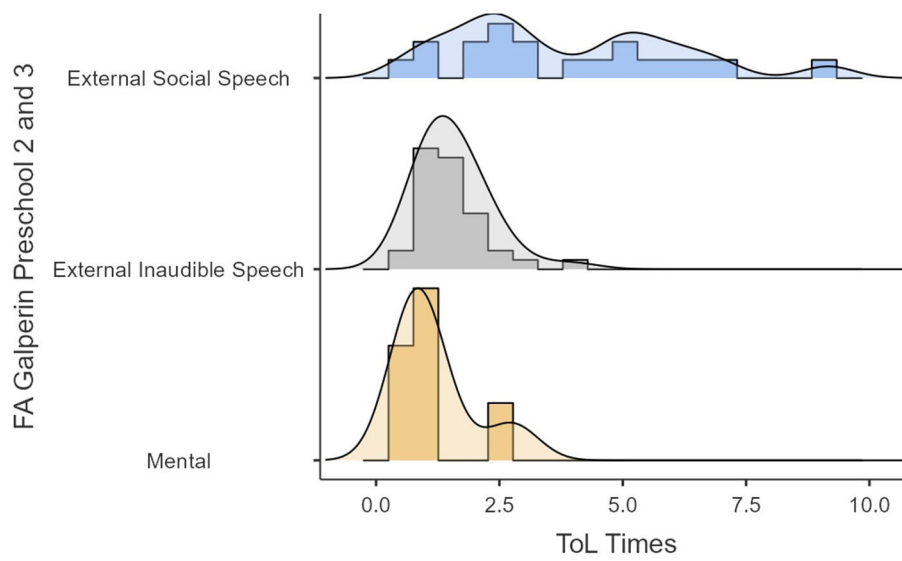 FA Galperin Preschool 2 and 3
External Social Speech
External Inaudible Speech
Mental
0.0 2.5 5.0 7.5 10.0
ToL Times